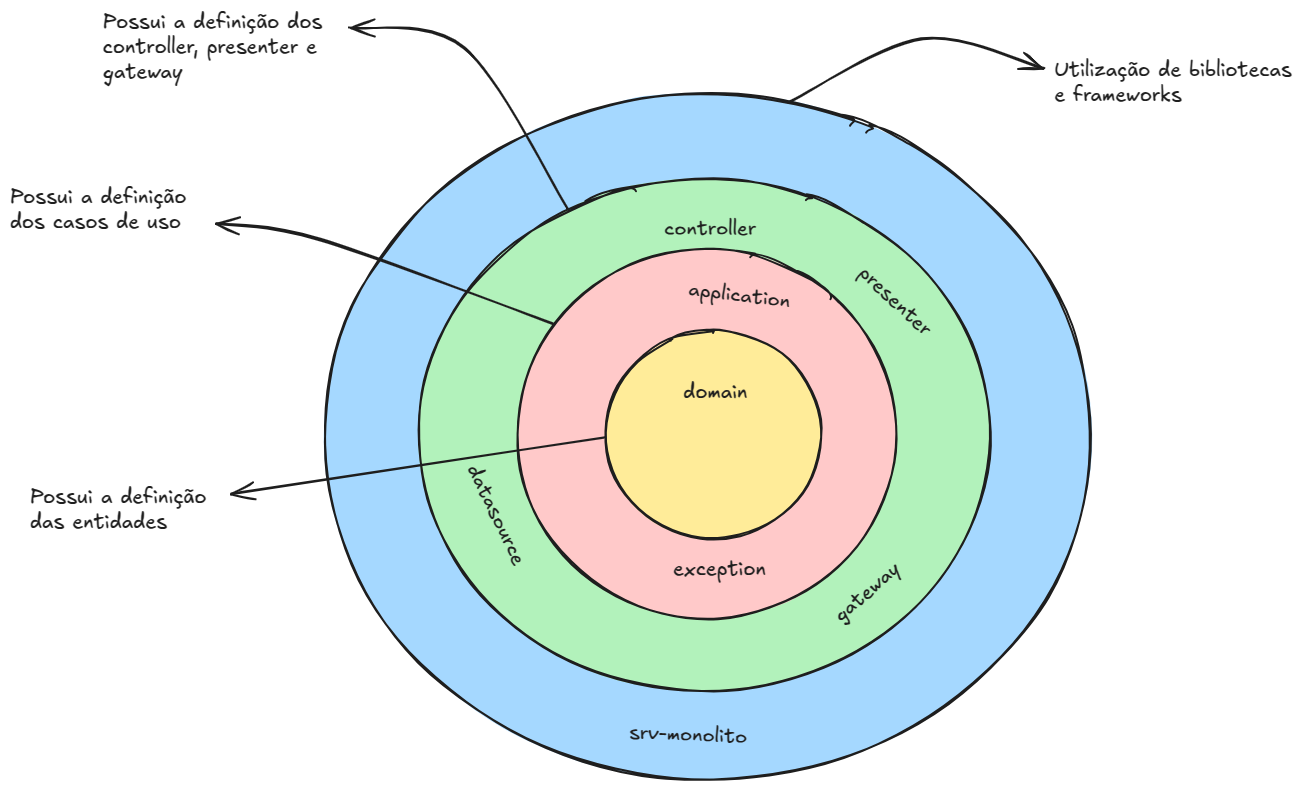 Possui a definição dos
controller, presenter e
gateway
Utilização de bibliotecas
e frameworks
Possui a definição
dos casos de uso
controller
presenter
application
domain
Possui a definição
das entidades
datasource
exception
gateway
srv-monolito